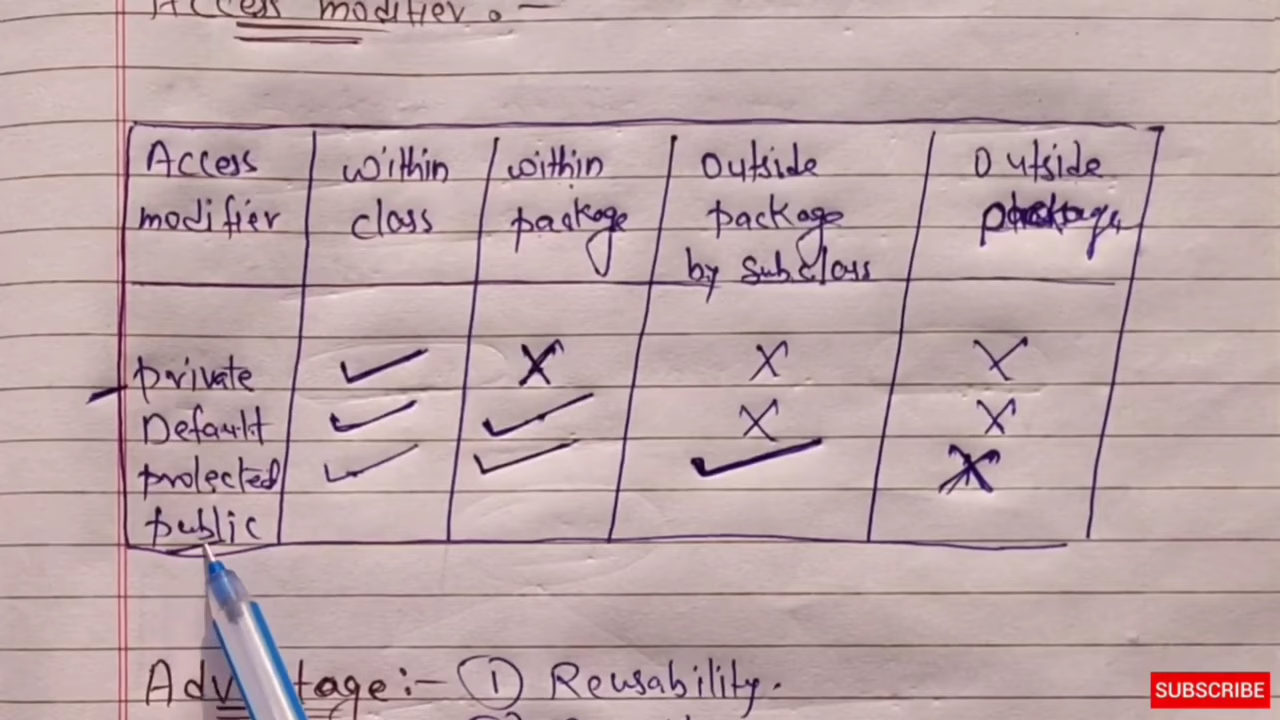 Access modifier :-
Access modifier | within class | within package | Outside package by subclass | Outside package
private ✓ X X X
Default ✓ ✓ X X
protected ✓ ✓ ✓ X
public
Advantage:- ① Reusability.
SUBSCRIBE